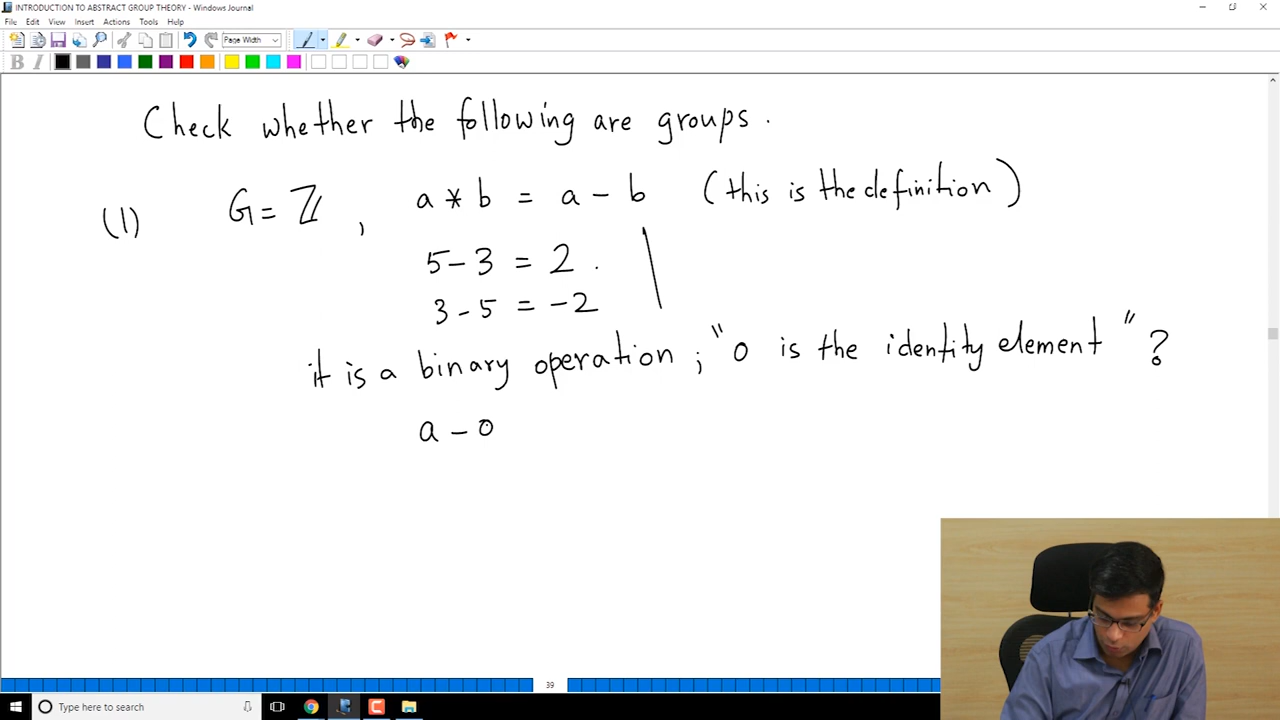 INTRODUCTION TO ABSTRACT GROUP THEORY - Windows Journal
File Edit View Insert Actions Tools Help
Page Width
B I
Check whether the following are groups.
(1) G = ℤ , a * b = a - b (this is the definition)
5 - 3 = 2 .
3 - 5 = -2
it is a binary operation ; "0 is the identity element" ?
a - 0
39
Type here to search